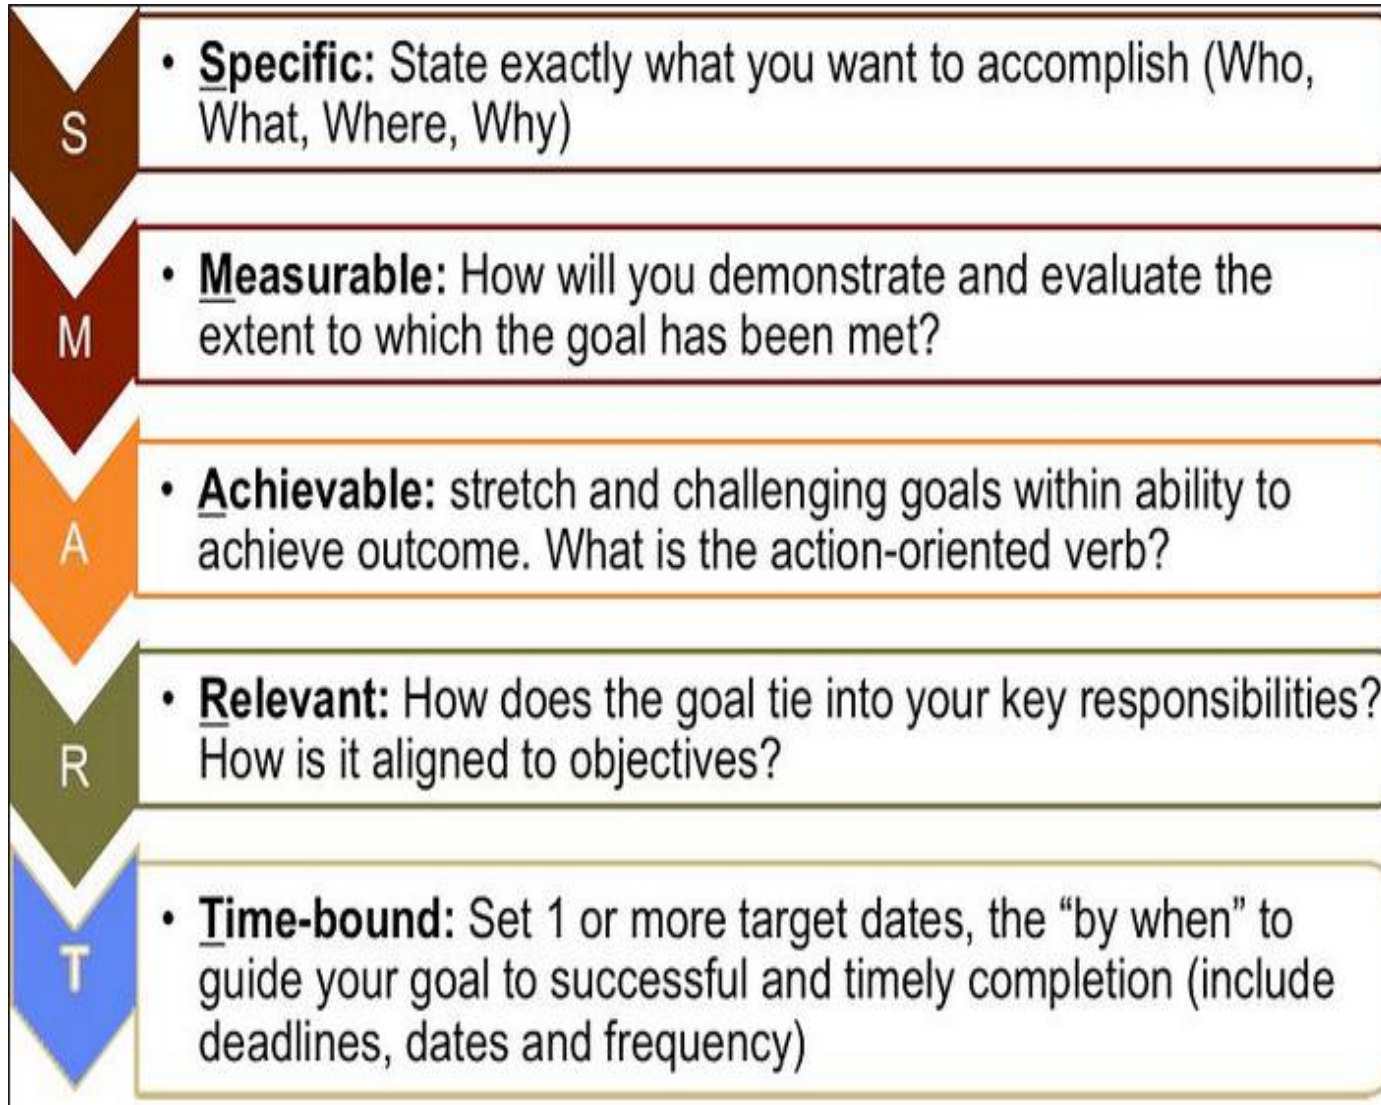 S
• Specific: State exactly what you want to accomplish (Who,
What, Where, Why)
M
• Measurable: How will you demonstrate and evaluate the
extent to which the goal has been met?
A
• Achievable: stretch and challenging goals within ability to
achieve outcome. What is the action-oriented verb?
R
• Relevant: How does the goal tie into your key responsibilities?
How is it aligned to objectives?
T
• Time-bound: Set 1 or more target dates, the “by when” to
guide your goal to successful and timely completion (include
deadlines, dates and frequency)